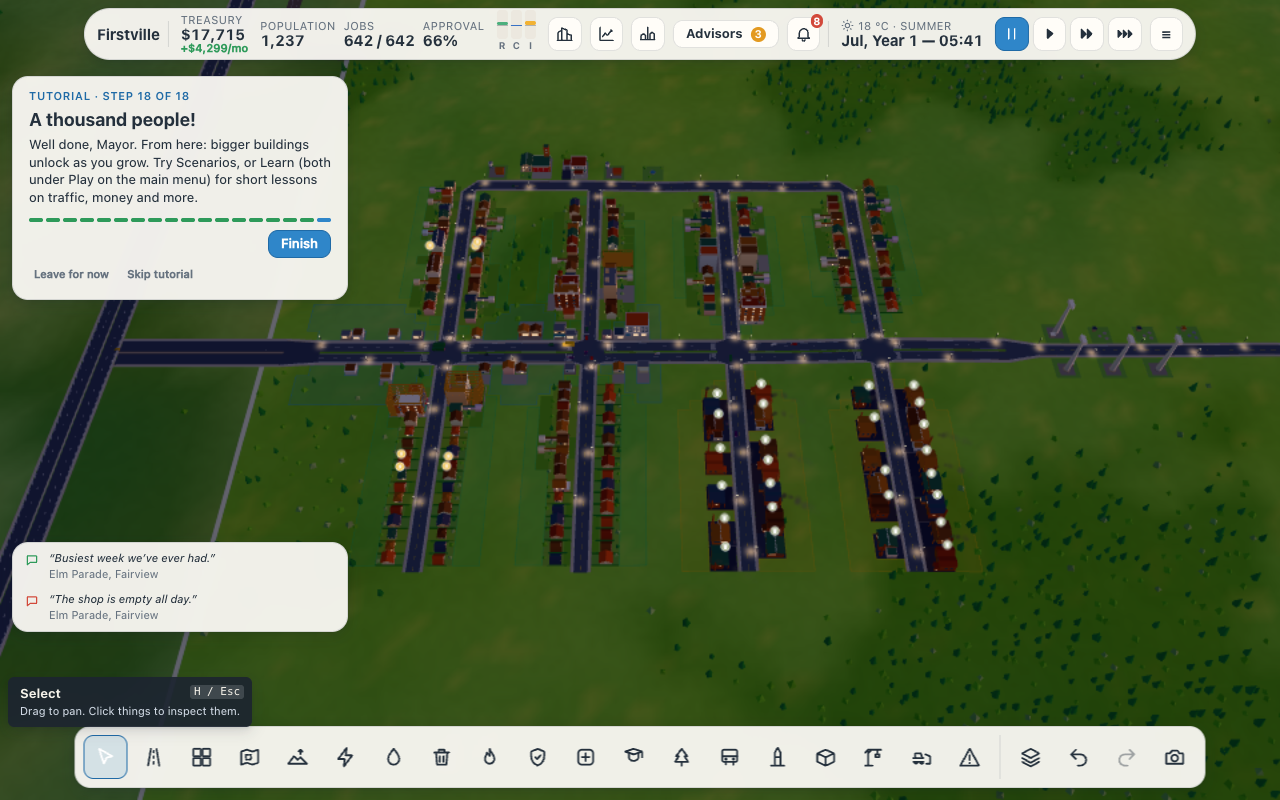 Firstville
TREASURY
$17,715
+$4,299/mo
POPULATION
1,237
JOBS
642 / 642
APPROVAL
66%
R C I
Advisors 3
8
18 °C · SUMMER
Jul, Year 1 — 05:41
TUTORIAL · STEP 18 OF 18
A thousand people!
Well done, Mayor. From here: bigger buildings
unlock as you grow. Try Scenarios, or Learn (both
under Play on the main menu) for short lessons
on traffic, money and more.
Finish
Leave for now Skip tutorial
“Busiest week we’ve ever had.”
Elm Parade, Fairview
“The shop is empty all day.”
Elm Parade, Fairview
Select H / Esc
Drag to pan. Click things to inspect them.